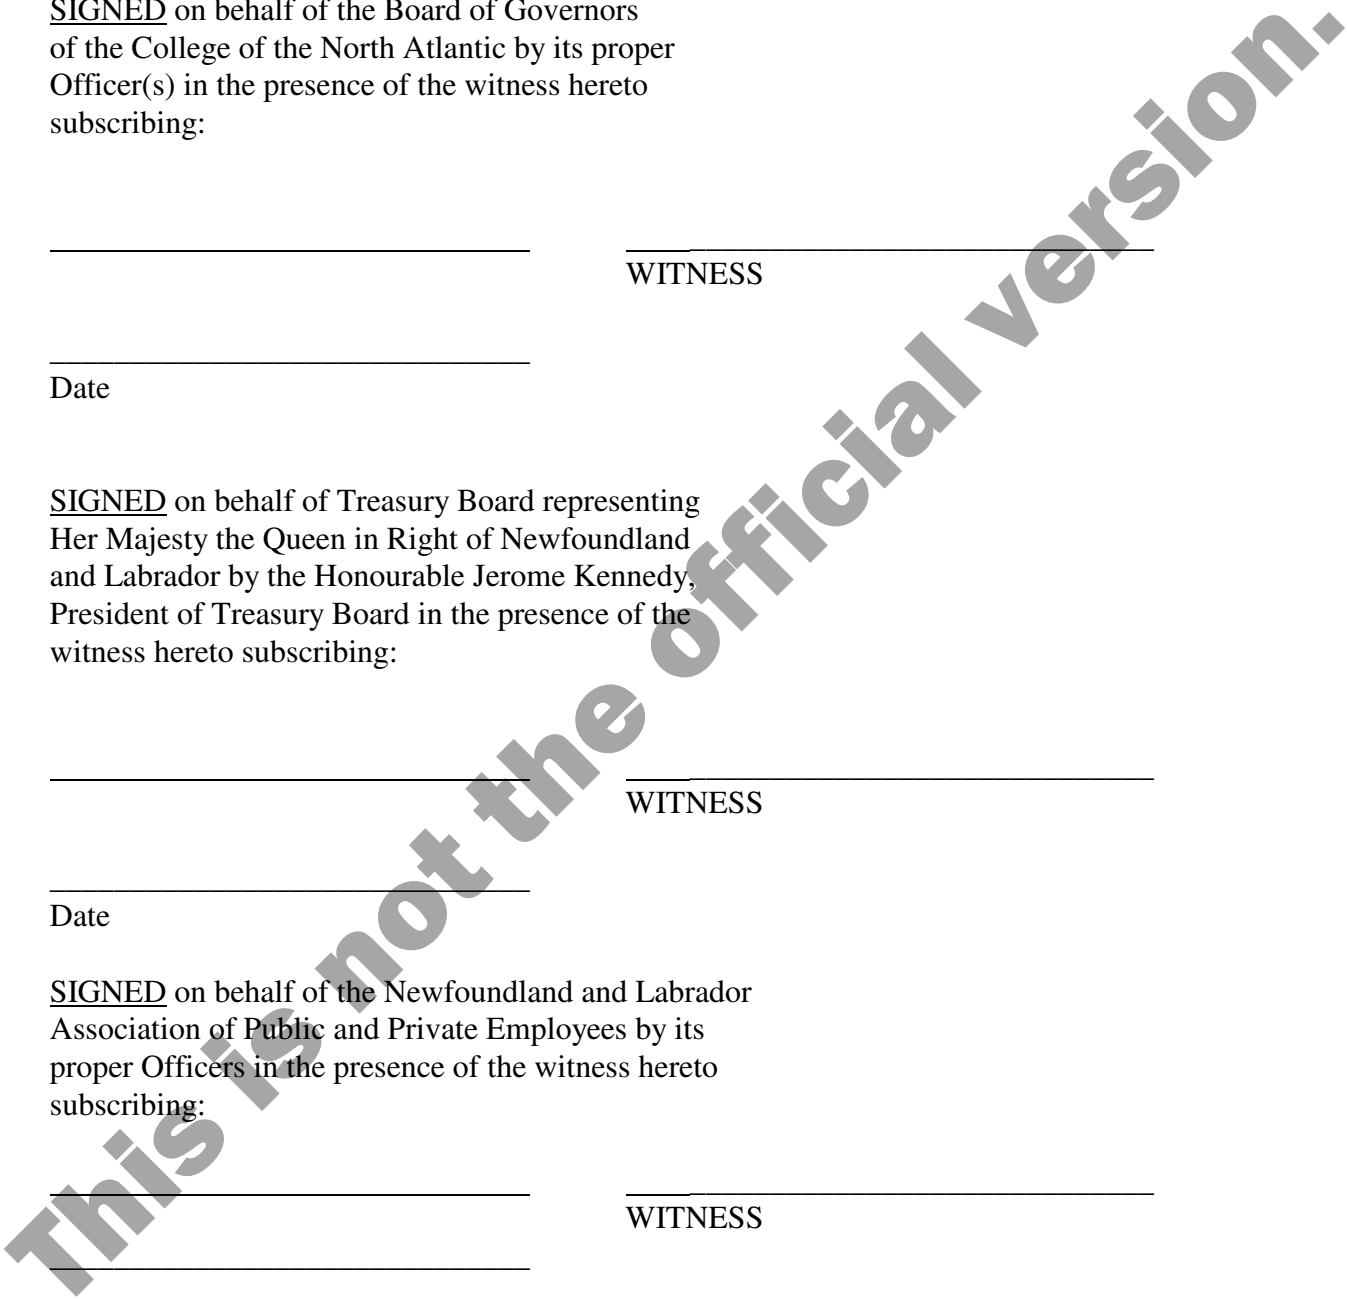 SIGNED on behalf of the Board of Governors
of the College of the North Atlantic by its proper
Officer(s) in the presence of the witness hereto
subscribing:
WITNESS
Date
SIGNED on behalf of Treasury Board representing
Her Majesty the Queen in Right of Newfoundland
and Labrador by the Honourable Jerome Kennedy,
President of Treasury Board in the presence of the
witness hereto subscribing:
WITNESS
Date
SIGNED on behalf of the Newfoundland and Labrador
Association of Public and Private Employees by its
proper Officers in the presence of the witness hereto
subscribing:
WITNESS
This is not the official version.